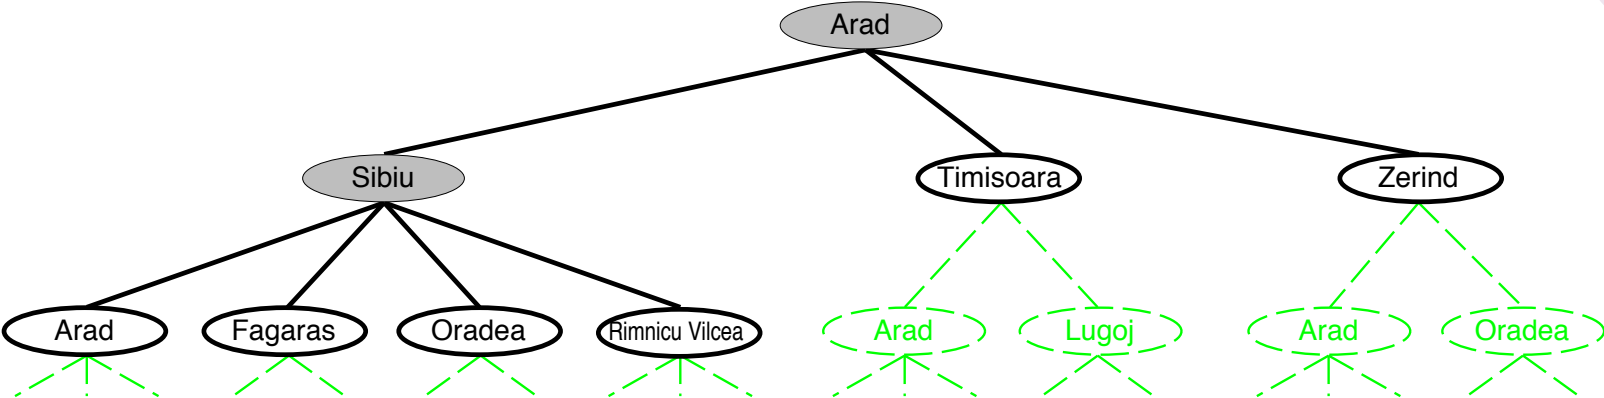 Arad
Sibiu
Timisoara
Zerind
Arad
Fagaras
Oradea
Rimnicu Vilcea
Arad
Lugoj
Arad
Oradea